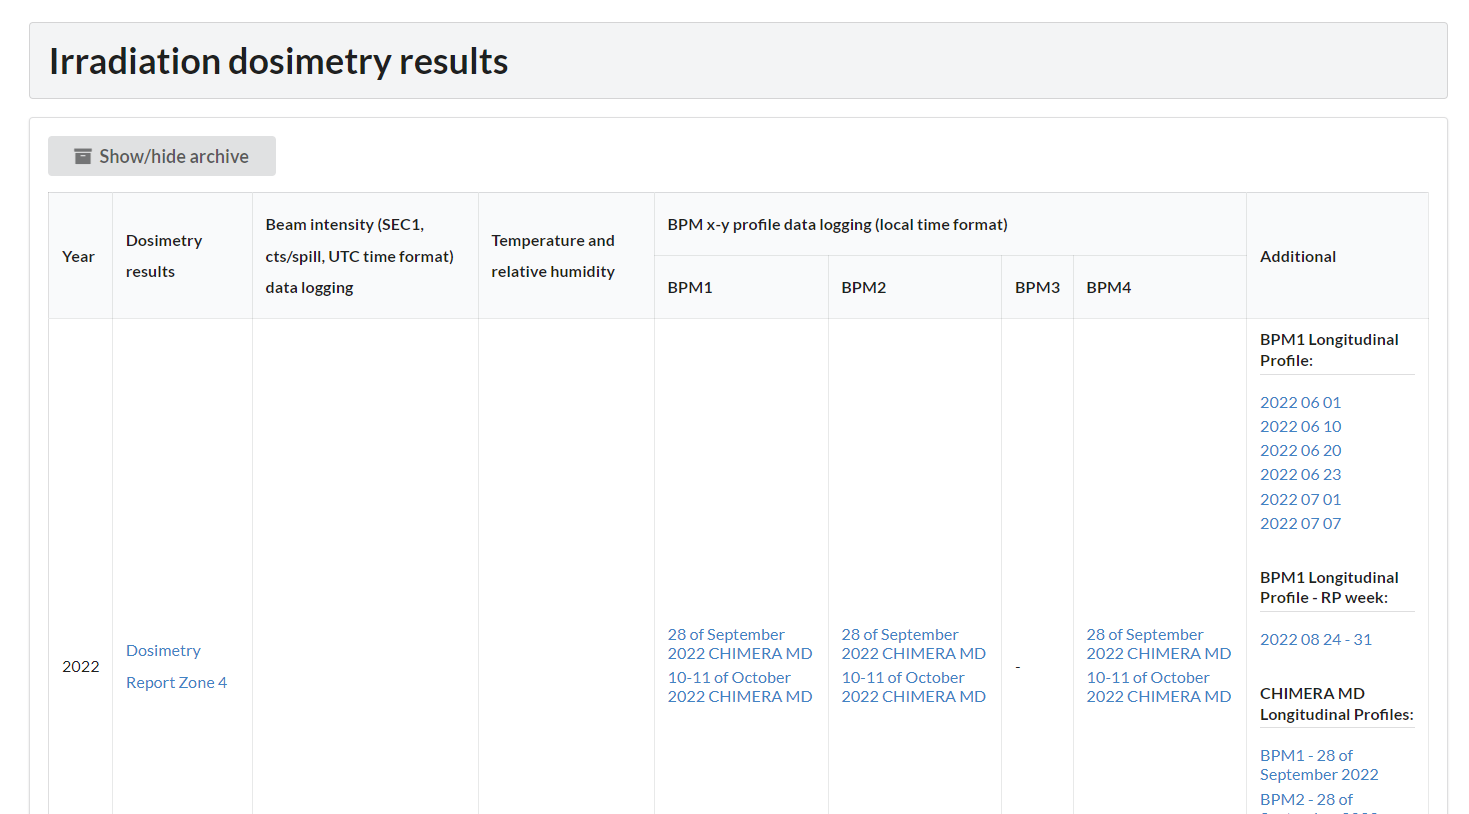 Irradiation dosimetry results
Show/hide archive
Year
Dosimetry
results
Beam intensity (SEC1,
cts/spill, UTC time format)
data logging
Temperature and
relative humidity
BPM x-y profile data logging (local time format)
BPM1
BPM2
BPM3
BPM4
Additional
2022
Dosimetry
Report Zone 4
28 of September
2022 CHIMERA MD
10-11 of October
2022 CHIMERA MD
28 of September
2022 CHIMERA MD
10-11 of October
2022 CHIMERA MD
-
28 of September
2022 CHIMERA MD
10-11 of October
2022 CHIMERA MD
BPM1 Longitudinal
Profile:
2022 06 01
2022 06 10
2022 06 20
2022 06 23
2022 07 01
2022 07 07
BPM1 Longitudinal
Profile - RP week:
2022 08 24 - 31
CHIMERA MD
Longitudinal Profiles:
BPM1 - 28 of
September 2022
BPM2 - 28 of